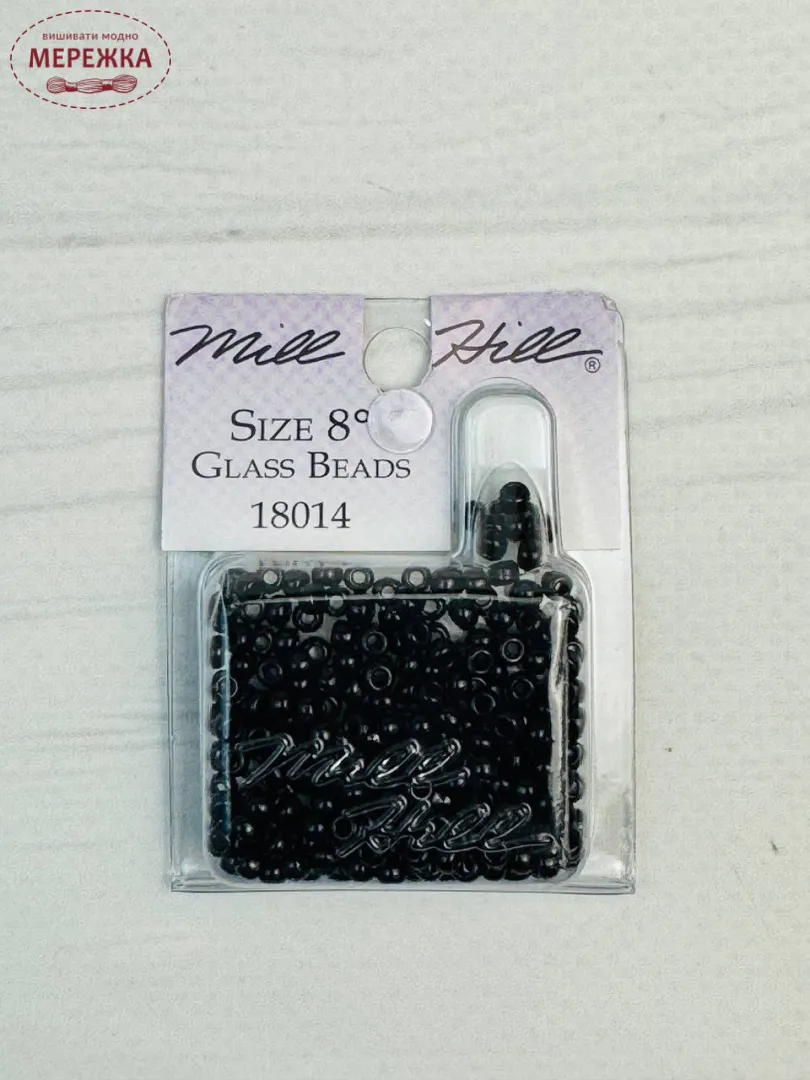 вишивати модно
МЕРЕЖКА
Mill Hill®
SIZE 8°
GLASS BEADS
18014
Mill
Hill